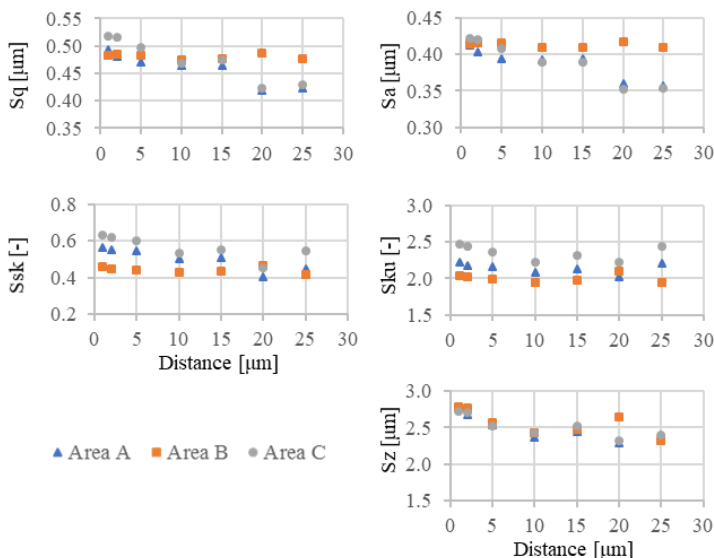 Sq [µm]
0.55
0.50
0.45
0.40
0.35
0 5 10 15 20 25 30
Sa [µm]
0.45
0.40
0.35
0.30
0 5 10 15 20 25 30
Ssk [-]
0.8
0.6
0.4
0.2
0 5 10 15 20 25 30
Distance [µm]
Sku [-]
3.0
2.5
2.0
1.5
0 5 10 15 20 25 30
Sz [µm]
3.0
2.5
2.0
1.5
0 5 10 15 20 25 30
Distance [µm]
Area A Area B Area C